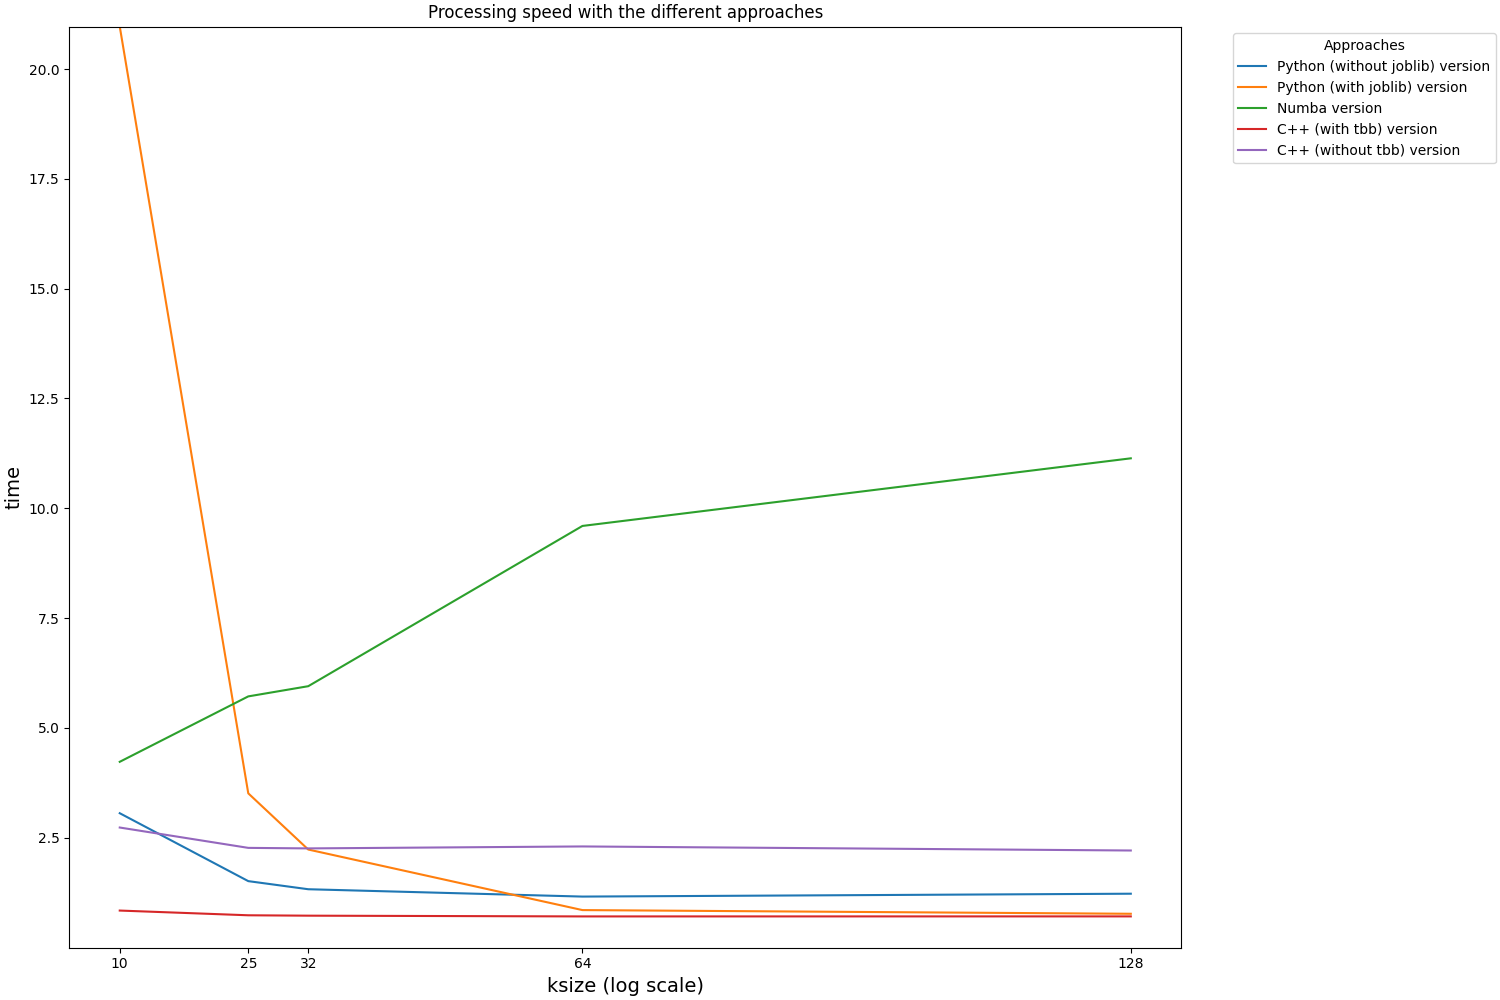 Processing speed with the different approaches
Approaches
Python (without joblib) version
Python (with joblib) version
Numba version
C++ (with tbb) version
C++ (without tbb) version
20.0
17.5
15.0
12.5
10.0
7.5
5.0
2.5
time
10 25 32 64 128
ksize (log scale)